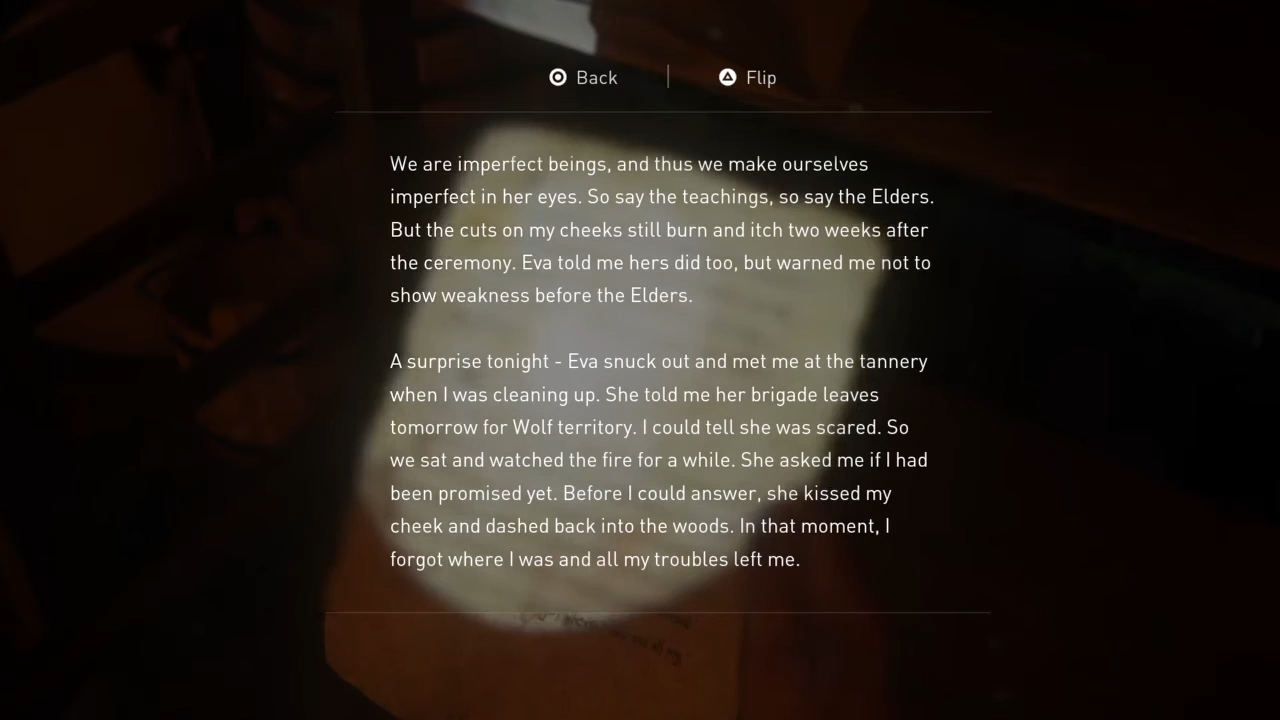 Back | Flip
We are imperfect beings, and thus we make ourselves
imperfect in her eyes. So say the teachings, so say the Elders.
But the cuts on my cheeks still burn and itch two weeks after
the ceremony. Eva told me hers did too, but warned me not to
show weakness before the Elders.
A surprise tonight - Eva snuck out and met me at the tannery
when I was cleaning up. She told me her brigade leaves
tomorrow for Wolf territory. I could tell she was scared. So
we sat and watched the fire for a while. She asked me if I had
been promised yet. Before I could answer, she kissed my
cheek and dashed back into the woods. In that moment, I
forgot where I was and all my troubles left me.